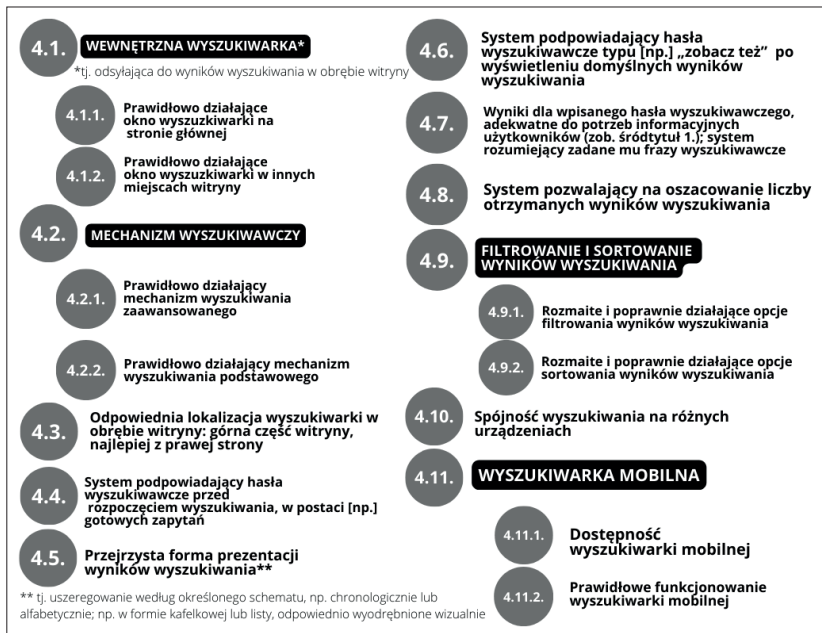 4.1. WEWNĘTRZNA WYSZUKIWARKA*
*tj. odsyłająca do wyników wyszukiwania w obrębie witryny
4.1.1. Prawidłowo działające
okno wyszuzkiwarki na
stronie głównej
4.1.2. Prawidłowo działające
okno wyszuzkiwarki w innych
miejscach witryny
4.2. MECHANIZM WYSZUKIWAWCZY
4.2.1. Prawidłowo działający
mechanizm wyszukiwania
zaawansowanego
4.2.2. Prawidłowo działający mechanizm
wyszukiwania podstawowego
4.3. Odpowiednia lokalizacja wyszukiwarki w
obrębie witryny: górna część witryny,
najlepiej z prawej strony
4.4. System podpowiadający hasła
wyszukiwawcze przed
rozpoczęciem wyszukiwania, w postaci [np.]
gotowych zapytań
4.5. Przejrzysta forma prezentacji
wyników wyszukiwania**
** tj. uszeregowanie według określonego schematu, np. chronologicznie lub
alfabetycznie; np. w formie kafelkowej lub listy, odpowiednio wyodrębnione wizualnie
4.6. System podpowiadający hasła
wyszukiwawcze typu [np.] „zobacz też” po
wyświetleniu domyślnych wyników
wyszukiwania
4.7. Wyniki dla wpisanego hasła wyszukiwawczego,
adekwatne do potrzeb informacyjnych
użytkowników (zob. śródtytuł 1.); system
rozumiejący zadane mu frazy wyszukiwawcze
4.8. System pozwalający na oszacowanie liczby
otrzymanych wyników wyszukiwania
4.9. FILTROWANIE I SORTOWANIE
WYNIKÓW WYSZUKIWANIA
4.9.1. Rozmaite i poprawnie działające opcje
filtrowania wyników wyszukiwania
4.9.2. Rozmaite i poprawnie działające opcje
sortowania wyników wyszukiwania
4.10. Spójność wyszukiwania na różnych
urządzeniach
4.11. WYSZUKIWARKA MOBILNA
4.11.1. Dostępność
wyszukiwarki mobilnej
4.11.2. Prawidłowe funkcjonowanie
wyszukiwarki mobilnej